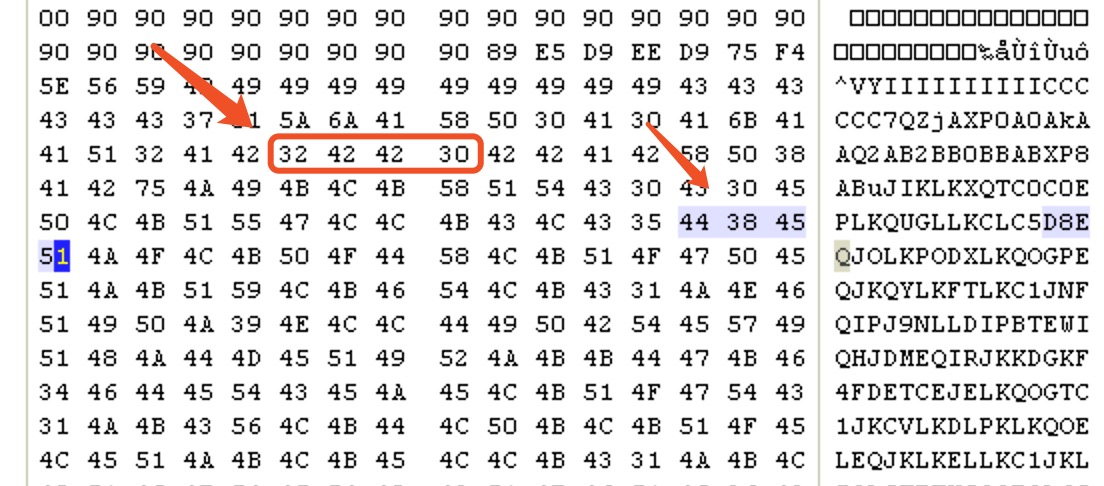 00 90 90 90 90 90 90 90 90 90 90 90 90 90 90 90 □□□□□□□□□□□□□□□
90 90 90 90 90 90 90 90 90 89 E5 D9 EE D9 75 F4 □□□□□□□□□‰åÙîÙuô
5E 56 59 49 49 49 49 49 49 49 49 49 49 43 43 43 ^VYIIIIIIIIIICCC
43 43 43 37 51 5A 6A 41 58 50 30 41 30 41 6B 41 CCC7QZjAXP0A0AkA
41 51 32 41 42 32 42 42 30 42 42 41 42 58 50 38 AQ2AB2BB0BBABXP8
41 42 75 4A 49 4B 4C 4B 58 51 54 43 30 43 30 45 ABuJIKLKXQTC0C0E
50 4C 4B 51 55 47 4C 4C 4B 43 4C 43 35 44 38 45 PLKQUGLLKCLC5D8E
51 4A 4F 4C 4B 50 4F 44 58 4C 4B 51 4F 47 50 45 QJOLKPODXLKQOGPE
51 4A 4B 51 59 4C 4B 46 54 4C 4B 43 31 4A 4E 46 QJKQYLKFTLKC1JNF
51 49 50 4A 39 4E 4C 4C 44 49 50 42 54 45 57 49 QIPJ9NLLDIPBTEWI
51 48 4A 44 4D 45 51 49 52 4A 4B 4B 44 47 4B 46 QHJDMEQIRJKKDGKF
34 46 44 45 54 43 45 4A 45 4C 4B 51 4F 47 54 43 4FDETCEJELKQOGTC
31 4A 4B 43 56 4C 4B 44 4C 50 4B 4C 4B 51 4F 45 1JKCVLKDLPKLKQOE
4C 45 51 4A 4B 4C 4B 45 4C 4C 4B 43 31 4A 4B 4C LEQJKLKELLKC1JKL